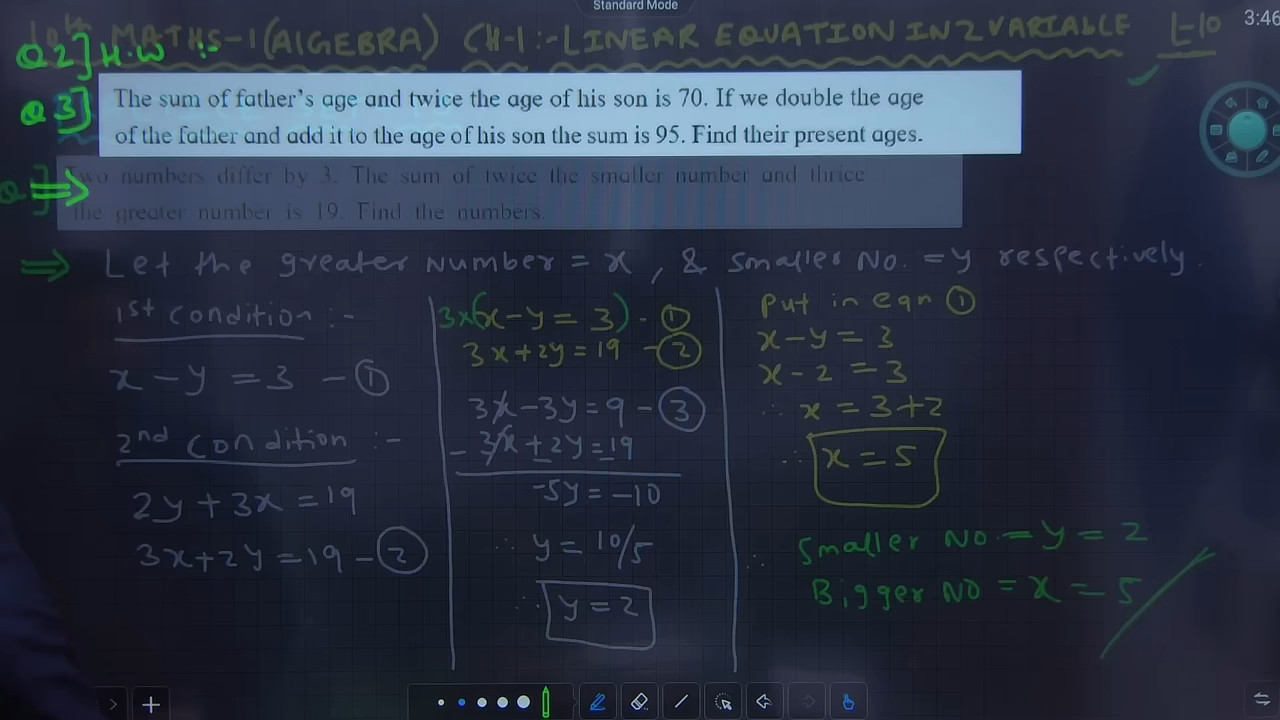 Standard Mode
3:46
MATHS-1 (AlGEBRA) CH-1 :- LINEAR EQUATION IN 2 VARIABLE L-10
Q2] H.W :-
Q3] The sum of father's age and twice the age of his son is 70. If we double the age
of the father and add it to the age of his son the sum is 95. Find their present ages.
Two numbers differ by 3. The sum of twice the smaller number and thrice
the greater number is 19. Find the numbers.
⇒ Let the greater Number = x , & smaller No. = y respectively.
1st condition :-
x - y = 3 - ①
2nd condition :-
2y + 3x = 19
3x + 2y = 19 - ②
3x(x - y = 3) - ①
3x + 2y = 19 - ②
3x - 3y = 9 - ③
- 3x + 2y = 19
-5y = -10
∴ y = 10/5
∴ y = 2
Put in eqn ①
x - y = 3
x - 2 = 3
∴ x = 3 + 2
∴ x = 5
∴ Smaller No. = y = 2
Bigger No = x = 5